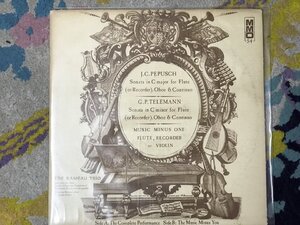 MMO
J.C.PEPUSCH
Sonata in C major for Flute
(or Recorder), Oboe & Continuo
G.P.TELEMANN
Sonata in C minor for Flute
(or Recorder), Oboe & Continuo
MUSIC MINUS ONE
FLUTE, RECORDER
or VIOLIN
THE RAMEAU TRIO
Side A: The Complete Performance Side B: The Music Minus You